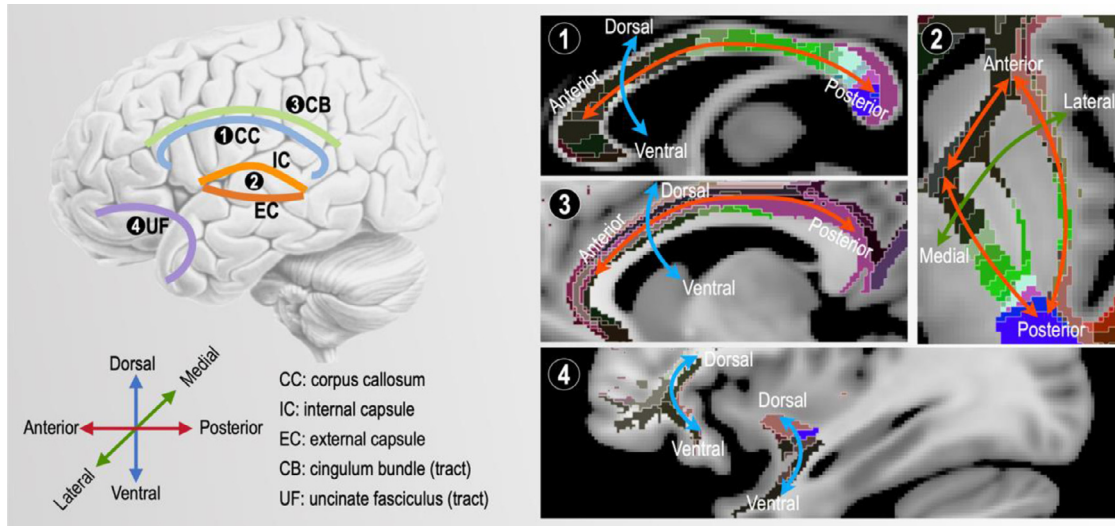 ❸CB
❶CC
IC
❷
EC
❹UF
Dorsal
Medial
Anterior
Posterior
Lateral
Ventral
CC: corpus callosum
IC: internal capsule
EC: external capsule
CB: cingulum bundle (tract)
UF: uncinate fasciculus (tract)
1
Dorsal
Anterior
Posterior
Ventral
2
Anterior
Lateral
Medial
Posterior
3
Dorsal
Anterior
Posterior
Ventral
4
Dorsal
Ventral
Dorsal
Ventral